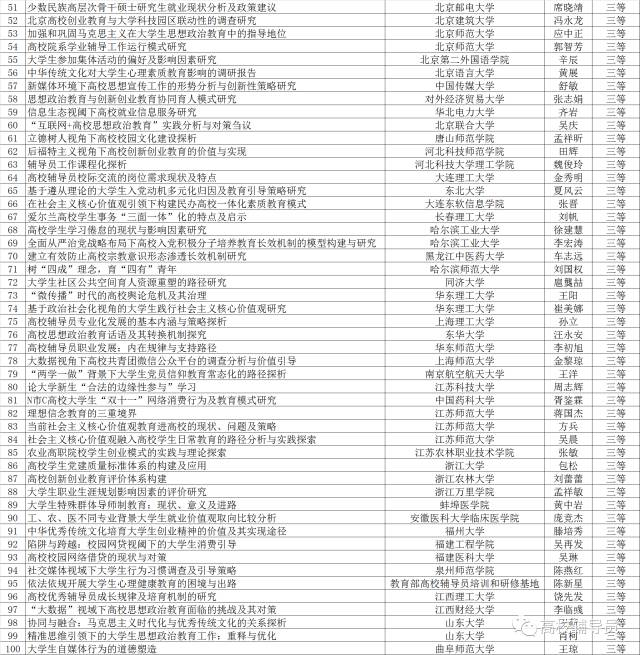 51 少数民族高层次骨干硕士研究生就业现状分析及政策建议 北京邮电大学 席晓靖 三等
52 北京高校创业教育与大学科技园区联动性的调查研究 北京建筑大学 冯永龙 三等
53 加强和巩固马克思主义在大学生思想政治教育中的指导地位 北京师范大学 应中正 三等
54 高校院系学业辅导工作运行模式研究 北京师范大学 郭智芳 三等
55 大学生参加集体活动的偏好及影响因素研究 北京第二外国语学院 辛辰 三等
56 中华传统文化对大学生心理素质教育影响的调研报告 北京语言大学 黄展 三等
57 新媒体环境下高校思想宣传工作的形势分析与创新性策略研究 中国传媒大学 舒敏 三等
58 思想政治教育与创新创业教育协同育人模式研究 对外经济贸易大学 张志娟 三等
59 信息生态视阈下高校就业信息服务研究 华北电力大学 齐岩 三等
60 “互联网+高校思想政治教育”实践分析与对策刍议 北京联合大学 吴庆 三等
61 立德树人视角下高校校园文化建设探析 唐山师范学院 孟祥昕 三等
62 后福特主义视角下高校创新创业教育的价值与实现 河北科技师范学院 田辉 三等
63 辅导员工作课程化探析 河北科技大学理工学院 魏俊玲 三等
64 高校辅导员校际交流的岗位需求现状及特点 大连理工大学 金秀明 三等
65 基于遵从理论的大学生入党动机多元化归因及教育引导策略研究 东北大学 夏风云 三等
66 在社会主义核心价值观引领下构建民办高校一体化素质教育模式 大连东软信息学院 张晋 三等
67 爱尔兰高校学生事务“三面一体”化的特点及启示 长春理工大学 刘帆 三等
68 高校学生学习倦怠的现状与影响因素研究 哈尔滨工业大学 徐建慧 三等
69 全面从严治党战略布局下高校入党积极分子培养教育长效机制的模型构建与研究 哈尔滨工业大学 李宏涛 三等
70 建立有效防止高校宗教意识形态渗透长效机制研究 黑龙江中医药大学 车志远 三等
71 树“四成”理念，育“四有”青年 哈尔滨师范大学 刘国权 三等
72 大学生社区公共空间育人资源重塑的路径研究 同济大学 扈龑喆 三等
73 “微传播”时代的高校舆论危机及其治理 华东理工大学 王阳 三等
74 基于政治社会化视角的大学生践行社会主义核心价值观研究 华东理工大学 崔美娜 三等
75 高校辅导员专业化发展的基本内涵与策略探析 上海理工大学 孙立 三等
76 高校思想政治教育话语及其转换机制探究 东华大学 汪永安 三等
77 高校辅导员职业发展：内在规律与支持路径 华东师范大学 李初旭 三等
78 大数据视角下高校共青团微信公众平台的调查分析与价值引导 上海师范大学 金黎琼 三等
79 “两学一做”背景下大学生党员信仰教育常态化的路径探析 南京航空航天大学 王洋 三等
80 论大学新生“合法的边缘性参与”学习 江苏科技大学 周志辉 三等
81 N市C高校大学生“双十一”网络消费行为及教育模式研究 中国药科大学 胥鉴霖 三等
82 理想信念教育的三重境界 江苏师范大学 蒋国杰 三等
83 当前社会主义核心价值观教育进高校的现状、问题及策略 江苏师范大学 方兵 三等
84 社会主义核心价值观融入高校学生日常教育的路径分析与实践探索 江苏师范大学 吴晨 三等
85 农业高职院校学生创业模式的实践与理论探索 江苏农林职业技术学院 张敏 三等
86 高校学生党建质量标准体系的构建及应用 浙江大学 包松 三等
87 高校创新创业教育评价体系构建 浙江农林大学 刘蕾蕾 三等
88 大学生职业生涯规划影响因素的评价研究 浙江万里学院 孟祥敏 三等
89 大学生特殊群体导师制教育：现状、意义及进路 蚌埠医学院 黄中岩 三等
90 工、农、医不同专业背景大学生就业价值观取向比较分析 安徽医科大学临床医学院 庞竞杰 三等
91 中华传统文化培育大学生创业精神的价值及其实现途径 福州大学 滕培秀 三等
92 陷阱与跨越：校园网贷视阈下的大学生消费引导 福建工程学院 吴再发 三等
93 高校校园网络借贷的现状与对策 福建医科大学 吴琳 三等
94 社交媒体视域下大学生行为习惯调查及引导策略 泉州师范学院 陈燕红 三等
95 依法依规开展大学生心理健康教育的困境与出路 教育部高校辅导员培训和研修基地 陈新星 三等
96 高校优秀辅导员成长规律及培育机制的研究 江西理工大学 饶先发 三等
97 “大数据”视域下高校思想政治教育面临的挑战及其对策 江西财经大学 李临彧 三等
98 协同与融合：马克思主义时代化与优秀传统文化的关系探析 山东大学 三等
99 精准思维引领下的大学生思想政治教育工作：重释与优化 山东大学 肖柯 三等
100 大学生自媒体行为的道德塑造 曲阜师范大学 王琼 三等
高校辅导员